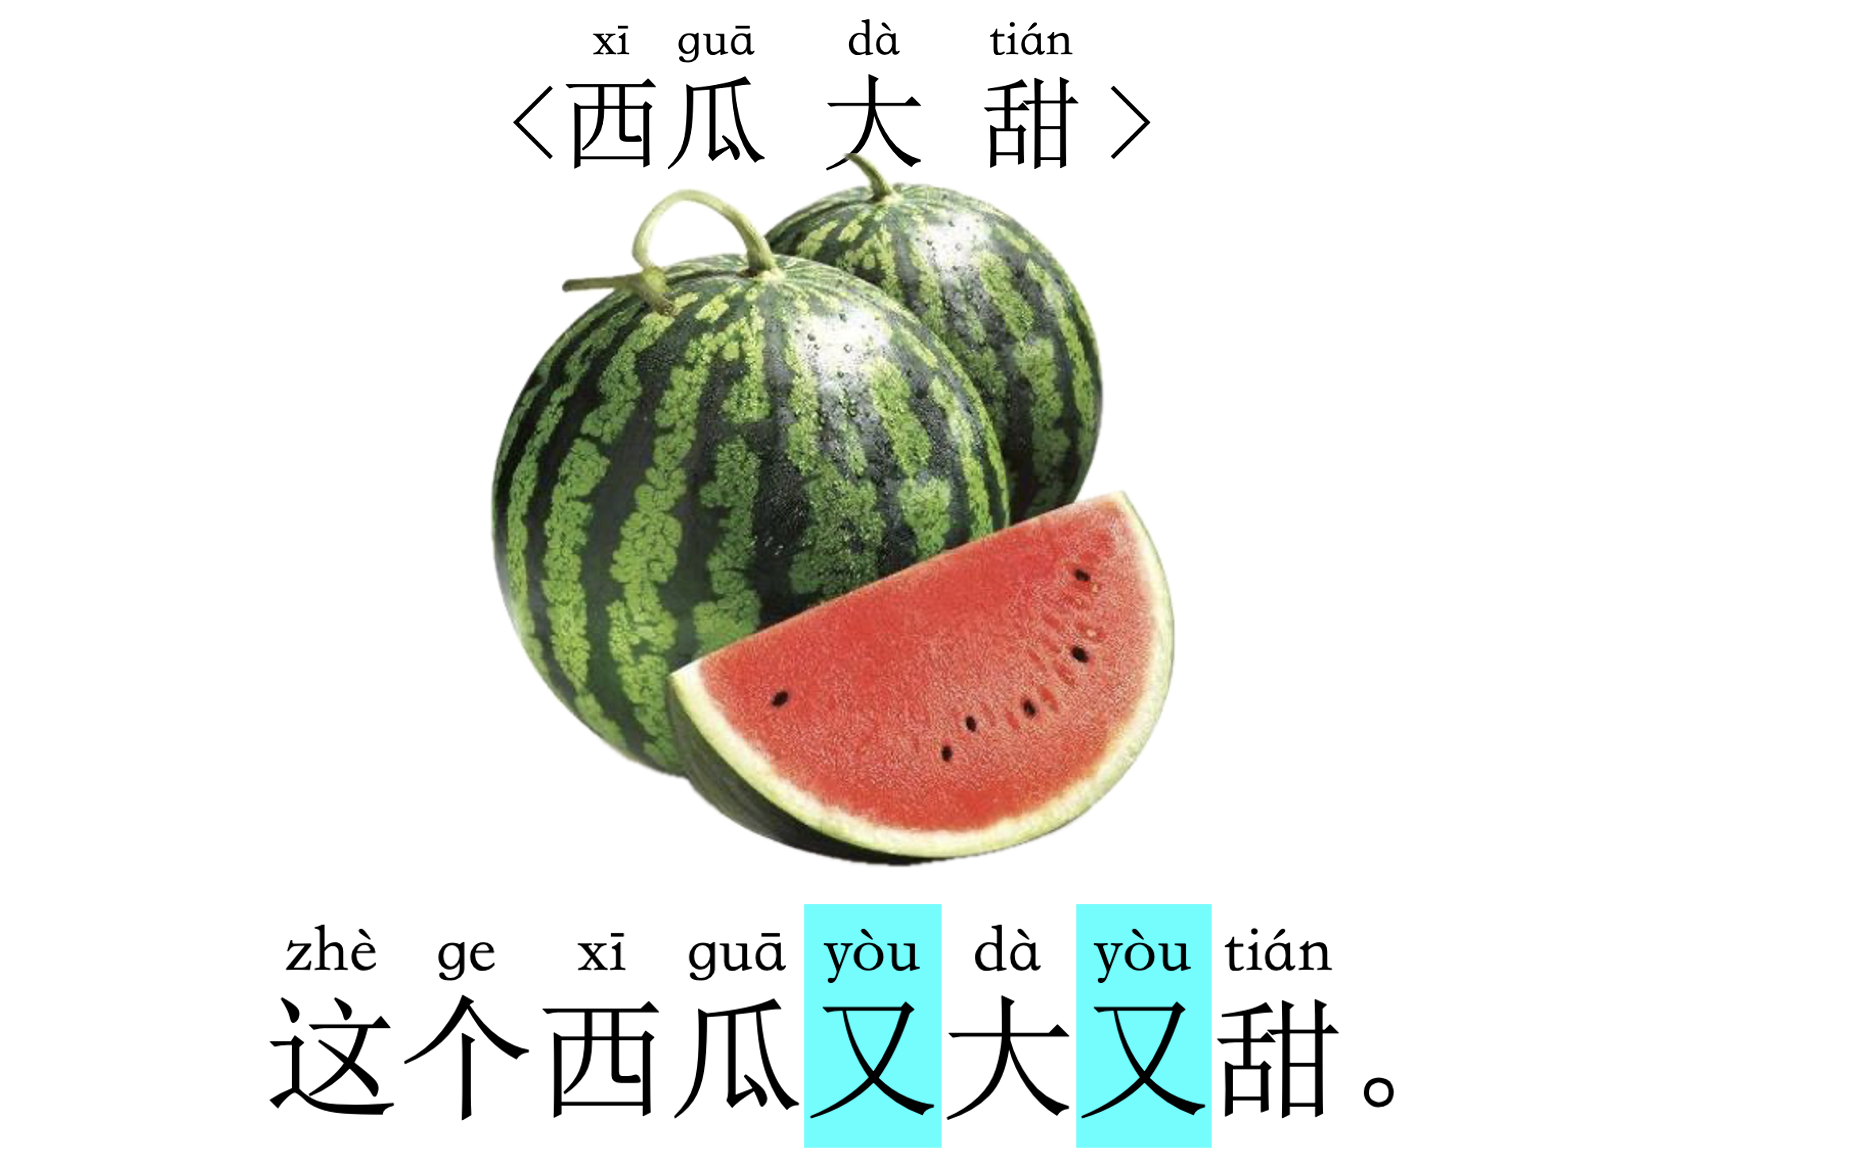 xī guā dà tián
<西瓜 大 甜>
zhè ge xī guā yòu dà yòu tián
这个西瓜又大又甜。